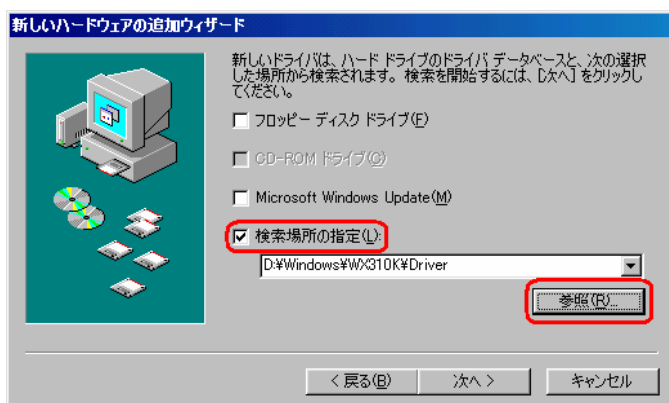 新しいハードウェアの追加ウィザード
新しいドライバは、ハード ドライブのドライバ データベースと、次の選択
した場所から検索されます。検索を開始するには、[次へ] をクリックし
てください。
フロッピー ディスク ドライブ(F)
CD-ROM ドライブ(C)
Microsoft Windows Update(M)
検索場所の指定(L):
D:¥Windows¥WX310K¥Driver
参照(R)...
< 戻る(B)
次へ >
キャンセル